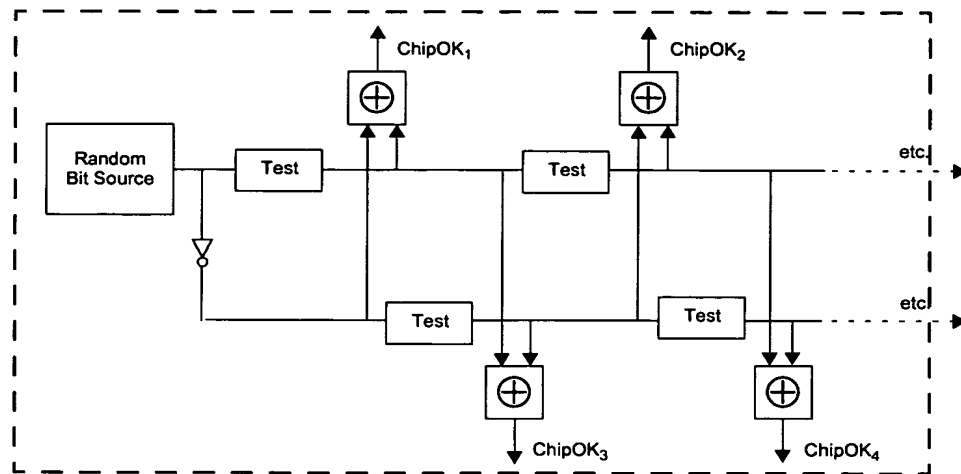 ChipOK₁
ChipOK₂
Random
Bit Source
Test
Test
etc.
Test
Test
etc
ChipOK₃
ChipOK₄